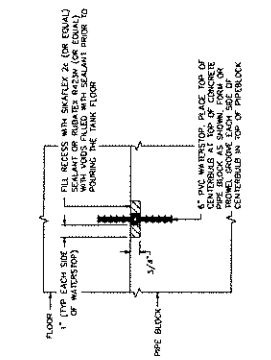 FLOOR
1" (TYP EACH SIDE
OF WATERSTOP)
FILL RECESS WITH SIKAFLEX 2c (OR EQUAL)
SEALANT OR RUBATEX R423N (OR EQUAL)
WITH VOIDS FILLED WITH SEALANT PRIOR TO
POURING THE TANK FLOOR
3/4"
PIPE BLOCK
6" PVC WATERSTOP. PLACE TOP OF
CENTERBULB AT TOP OF CONCRETE
PIPE BLOCK AS SHOWN. FORM OR
TROWEL GROOVE EACH SIDE OF
CENTERBULB IN TOP OF PIPEBLOCK